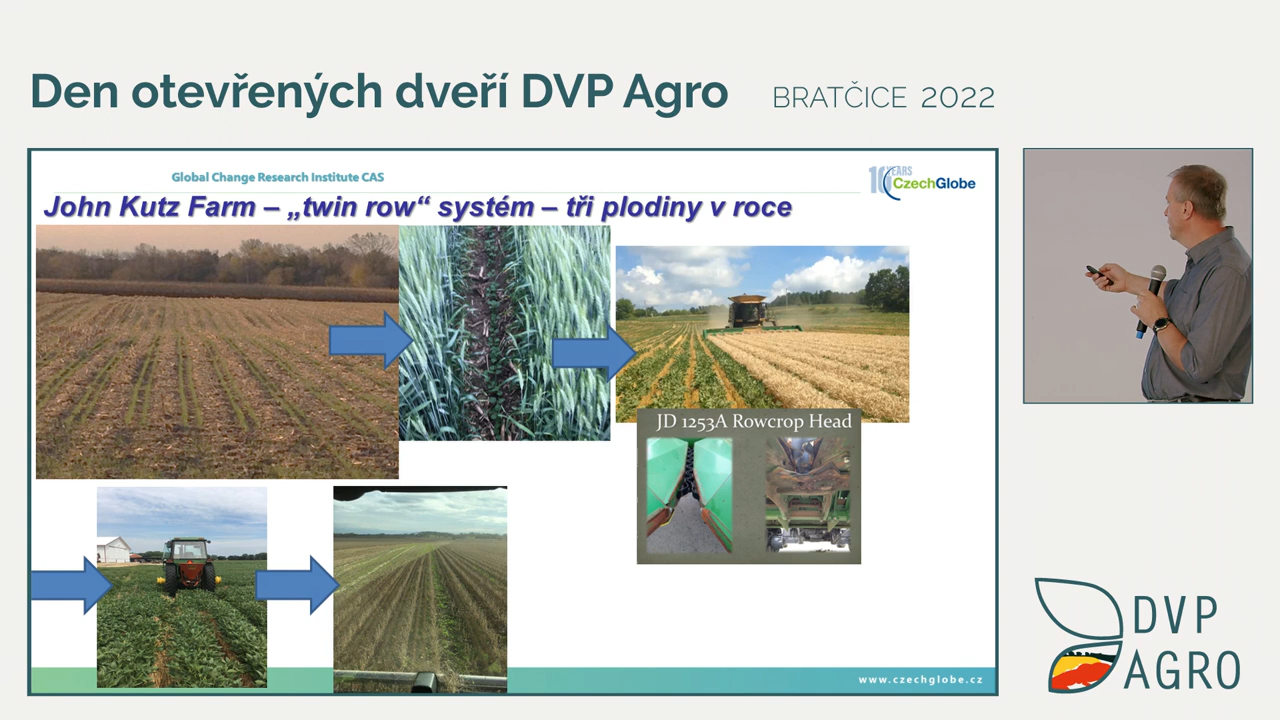 Den otevřených dveří DVP Agro BRATČICE 2022
Global Change Research Institute CAS
10 YEARS
CzechGlobe
John Kutz Farm – „twin row“ systém – tři plodiny v roce
JD 1253A Rowcrop Head
www.czechglobe.cz
DVP
AGRO